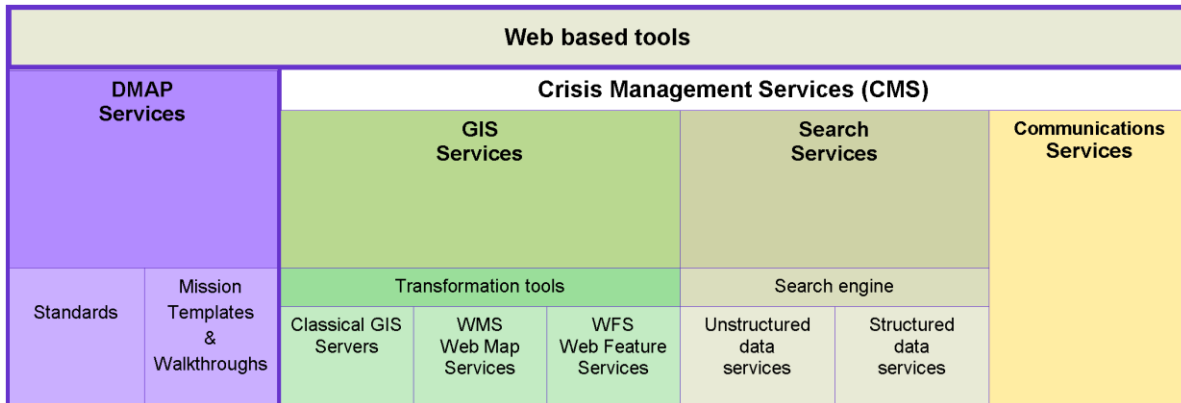 Web based tools
DMAP
Services
Crisis Management Services (CMS)
GIS
Services
Search
Services
Communications
Services
Standards
Mission
Templates
&
Walkthroughs
Transformation tools
Search engine
Classical GIS
Servers
WMS
Web Map
Services
WFS
Web Feature
Services
Unstructured
data
services
Structured
data
services